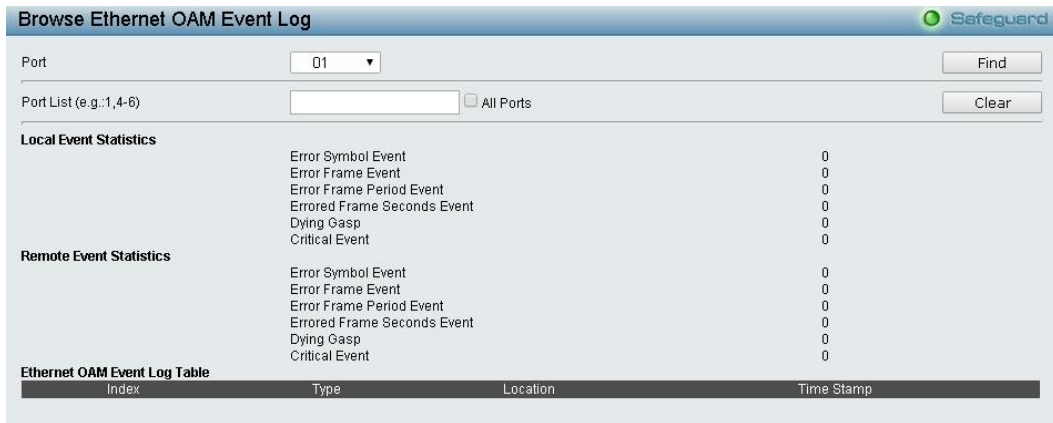 Browse Ethernet OAM Event Log Safeguard
Port 01 Find
Port List (e.g.:1,4-6) All Ports Clear
Local Event Statistics
Error Symbol Event 0
Error Frame Event 0
Error Frame Period Event 0
Errored Frame Seconds Event 0
Dying Gasp 0
Critical Event 0
Remote Event Statistics
Error Symbol Event 0
Error Frame Event 0
Error Frame Period Event 0
Errored Frame Seconds Event 0
Dying Gasp 0
Critical Event 0
Ethernet OAM Event Log Table
Index Type Location Time Stamp